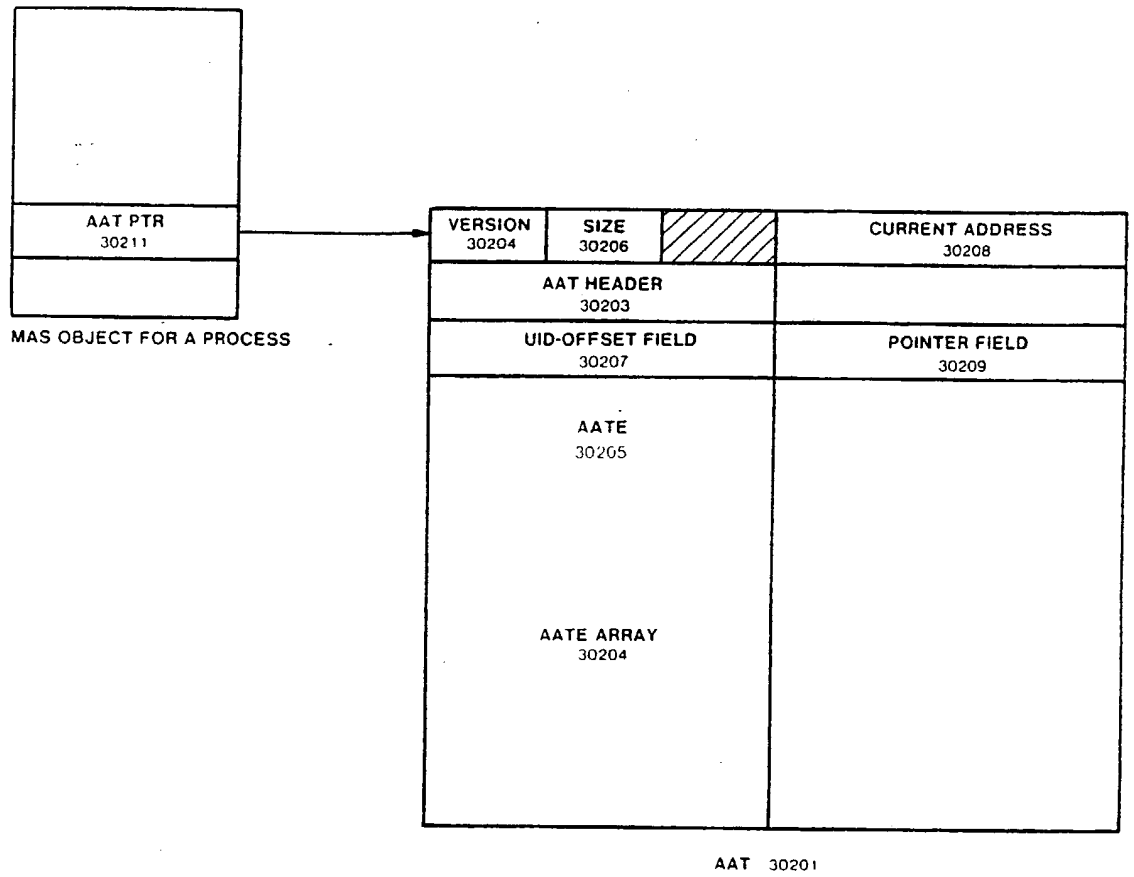 AAT PTR
30211
MAS OBJECT FOR A PROCESS
VERSION
30204
SIZE
30206
CURRENT ADDRESS
30208
AAT HEADER
30203
UID-OFFSET FIELD
30207
POINTER FIELD
30209
AATE
30205
AATE ARRAY
30204
AAT 30201